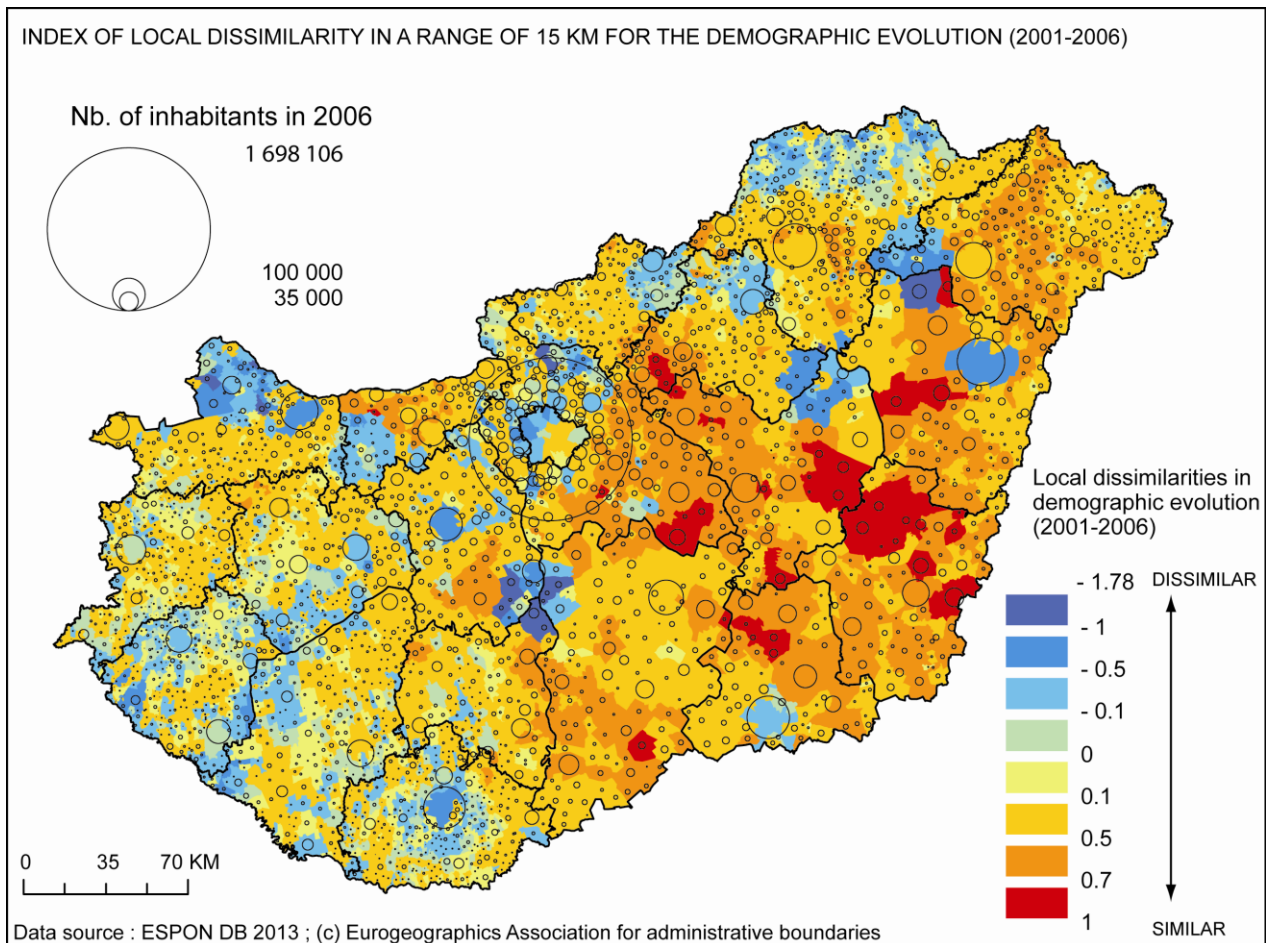 INDEX OF LOCAL DISSIMILARITY IN A RANGE OF 15 KM FOR THE DEMOGRAPHIC EVOLUTION (2001-2006)
Nb. of inhabitants in 2006
1 698 106
100 000
35 000
Local dissimilarities in
demographic evolution
(2001-2006)
- 1.78 DISSIMILAR
- 1
- 0.5
- 0.1
0
0.1
0.5
0.7
1 SIMILAR
0 35 70 KM
Data source : ESPON DB 2013 ; (c) Eurogeographics Association for administrative boundaries